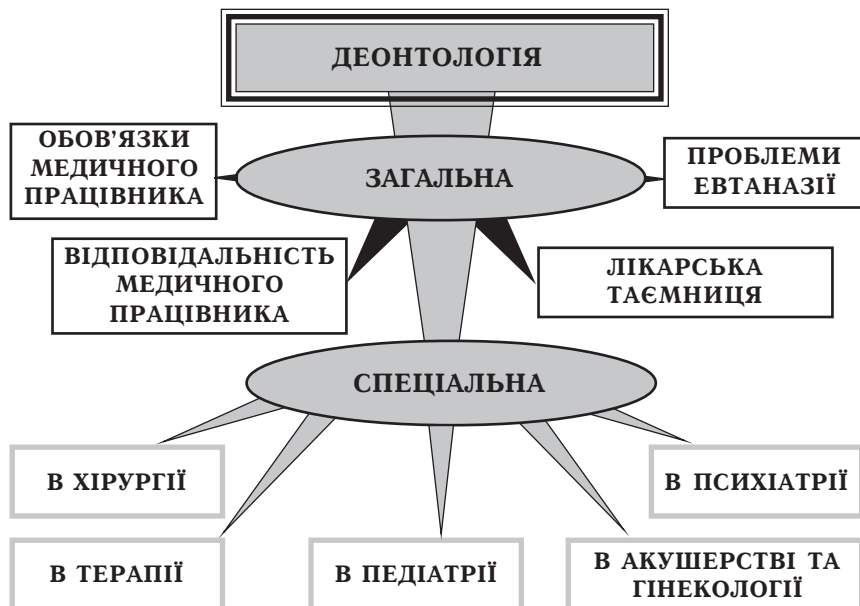 ДЕОНТОЛОГІЯ
ОБОВ'ЯЗКИ
МЕДИЧНОГО
ПРАЦІВНИКА
ЗАГАЛЬНА
ПРОБЛЕМИ
ЕВТАНАЗІЇ
ВІДПОВІДАЛЬНІСТЬ
МЕДИЧНОГО
ПРАЦІВНИКА
ЛІКАРСЬКА
ТАЄМНИЦЯ
СПЕЦІАЛЬНА
В ХІРУРГІЇ
В ПСИХІАТРІЇ
В ТЕРАПІЇ
В ПЕДІАТРІЇ
В АКУШЕРСТВІ ТА
ГІНЕКОЛОГІЇ